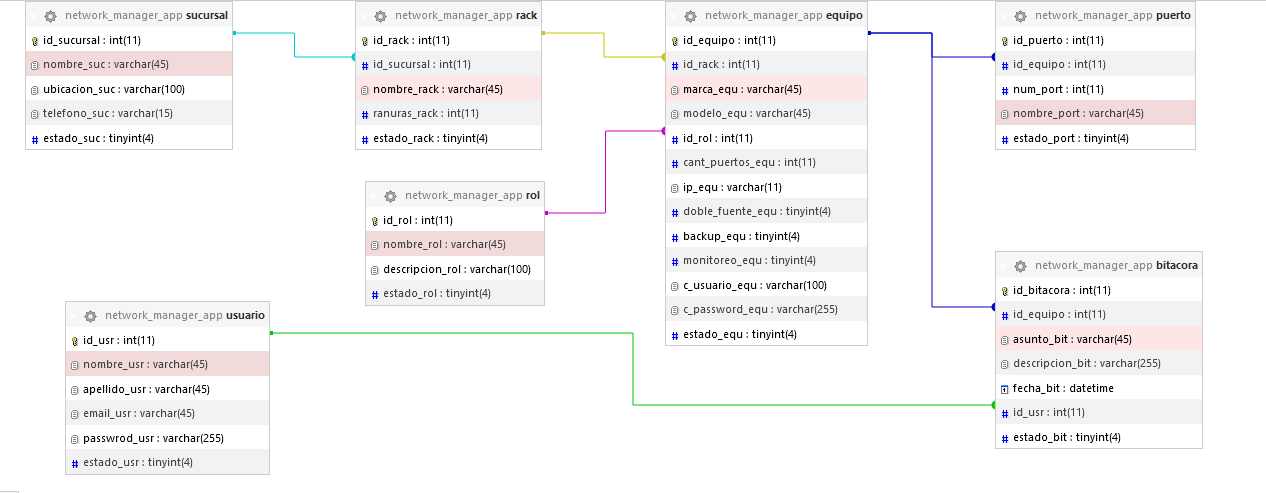 network_manager_app sucursal
id_sucursal : int(11)
nombre_suc : varchar(45)
ubicacion_suc : varchar(100)
telefono_suc : varchar(15)
# estado_suc : tinyint(4)
network_manager_app rack
id_rack : int(11)
# id_sucursal : int(11)
nombre_rack : varchar(45)
# ranuras_rack : int(11)
# estado_rack : tinyint(4)
network_manager_app equipo
id_equipo : int(11)
# id_rack : int(11)
marca_equ : varchar(45)
modelo_equ : varchar(45)
# id_rol : int(11)
# cant_puertos_equ : int(11)
ip_equ : varchar(11)
# doble_fuente_equ : tinyint(4)
# backup_equ : tinyint(4)
# monitoreo_equ : tinyint(4)
c_usuario_equ : varchar(100)
c_password_equ : varchar(255)
# estado_equ : tinyint(4)
network_manager_app puerto
id_puerto : int(11)
# id_equipo : int(11)
# num_port : int(11)
nombre_port : varchar(45)
# estado_port : tinyint(4)
network_manager_app rol
id_rol : int(11)
nombre_rol : varchar(45)
descripcion_rol : varchar(100)
# estado_rol : tinyint(4)
network_manager_app bitacora
id_bitacora : int(11)
# id_equipo : int(11)
asunto_bit : varchar(45)
descripcion_bit : varchar(255)
fecha_bit : datetime
# id_usr : int(11)
# estado_bit : tinyint(4)
network_manager_app usuario
id_usr : int(11)
nombre_usr : varchar(45)
apellido_usr : varchar(45)
email_usr : varchar(45)
passwrod_usr : varchar(255)
# estado_usr : tinyint(4)